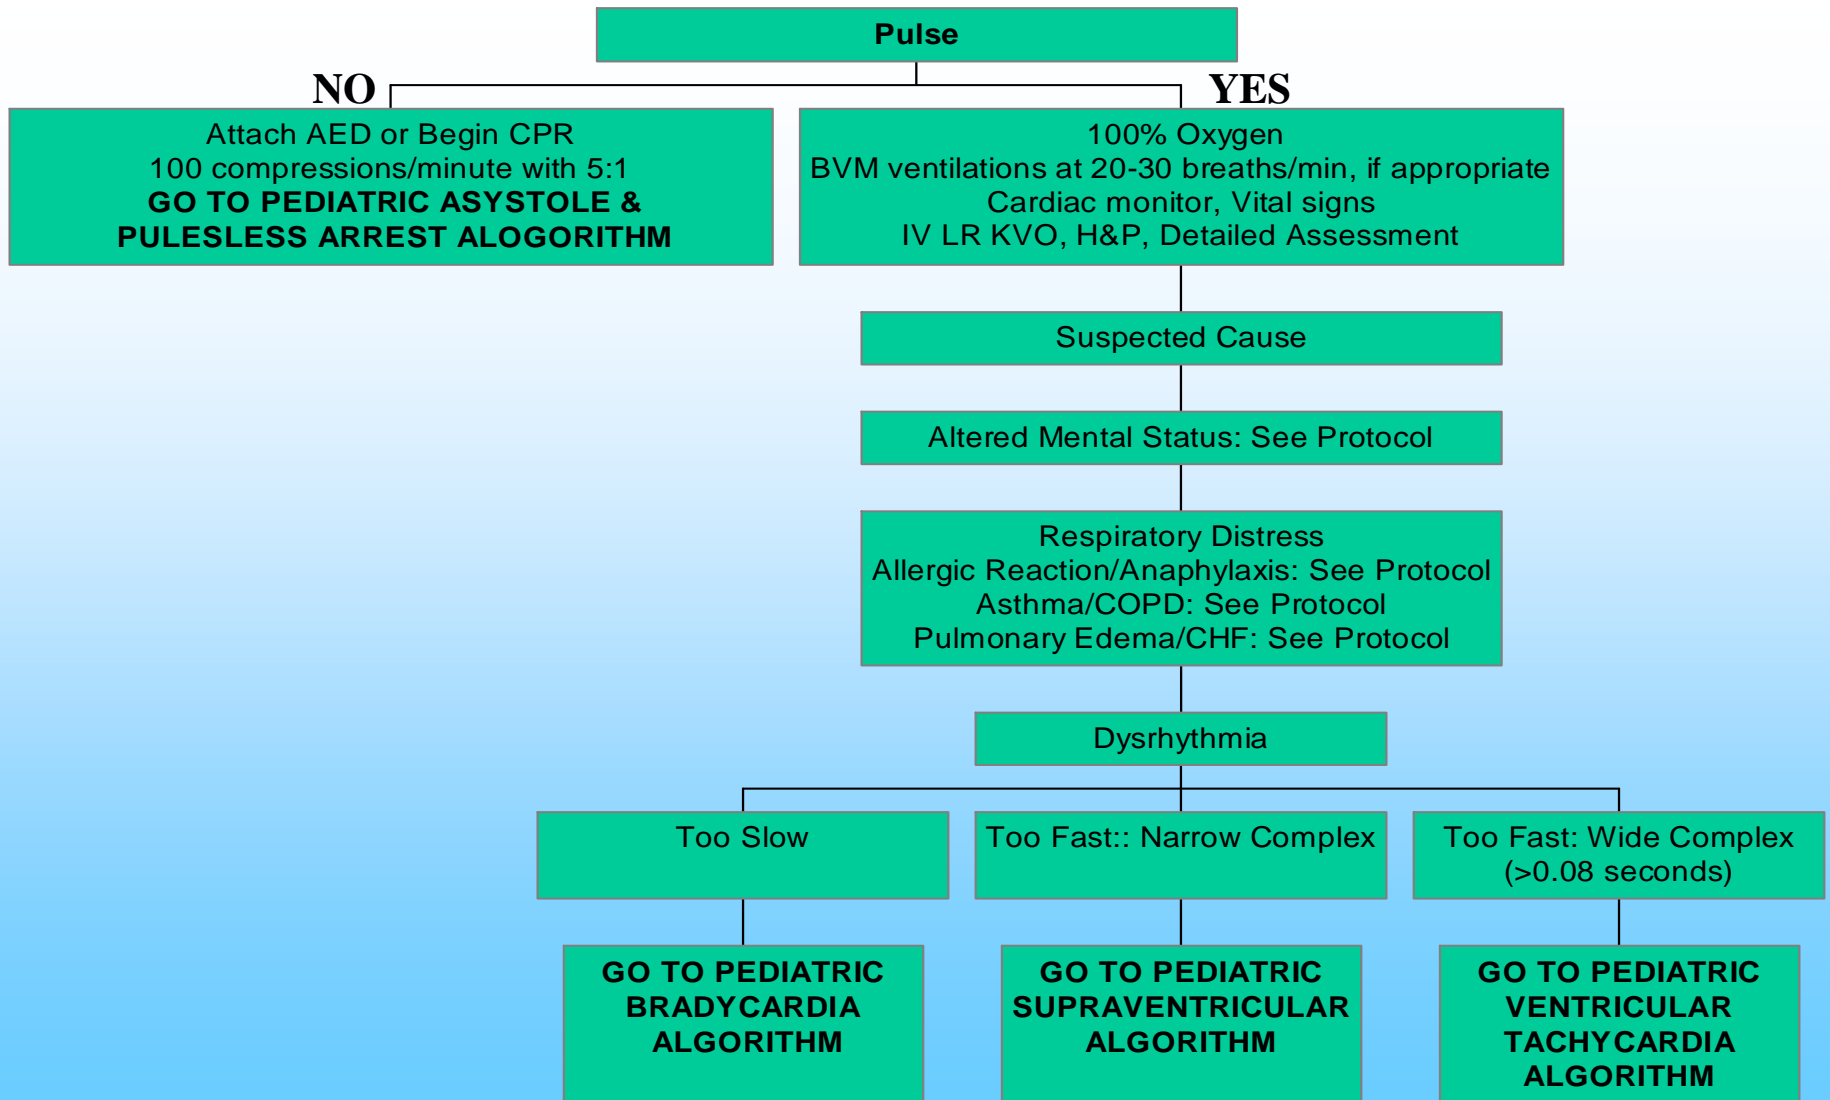 Pulse
NO
YES
Attach AED or Begin CPR
100 compressions/minute with 5:1
GO TO PEDIATRIC ASYSTOLE &
PULESLESS ARREST ALOGORITHM
100% Oxygen
BVM ventilations at 20-30 breaths/min, if appropriate
Cardiac monitor, Vital signs
IV LR KVO, H&P, Detailed Assessment
Suspected Cause
Altered Mental Status: See Protocol
Respiratory Distress
Allergic Reaction/Anaphylaxis: See Protocol
Asthma/COPD: See Protocol
Pulmonary Edema/CHF: See Protocol
Dysrhythmia
Too Slow
Too Fast:: Narrow Complex
Too Fast: Wide Complex
(>0.08 seconds)
GO TO PEDIATRIC
BRADYCARDIA
ALGORITHM
GO TO PEDIATRIC
SUPRAVENTRICULAR
ALGORITHM
GO TO PEDIATRIC
VENTRICULAR
TACHYCARDIA
ALGORITHM